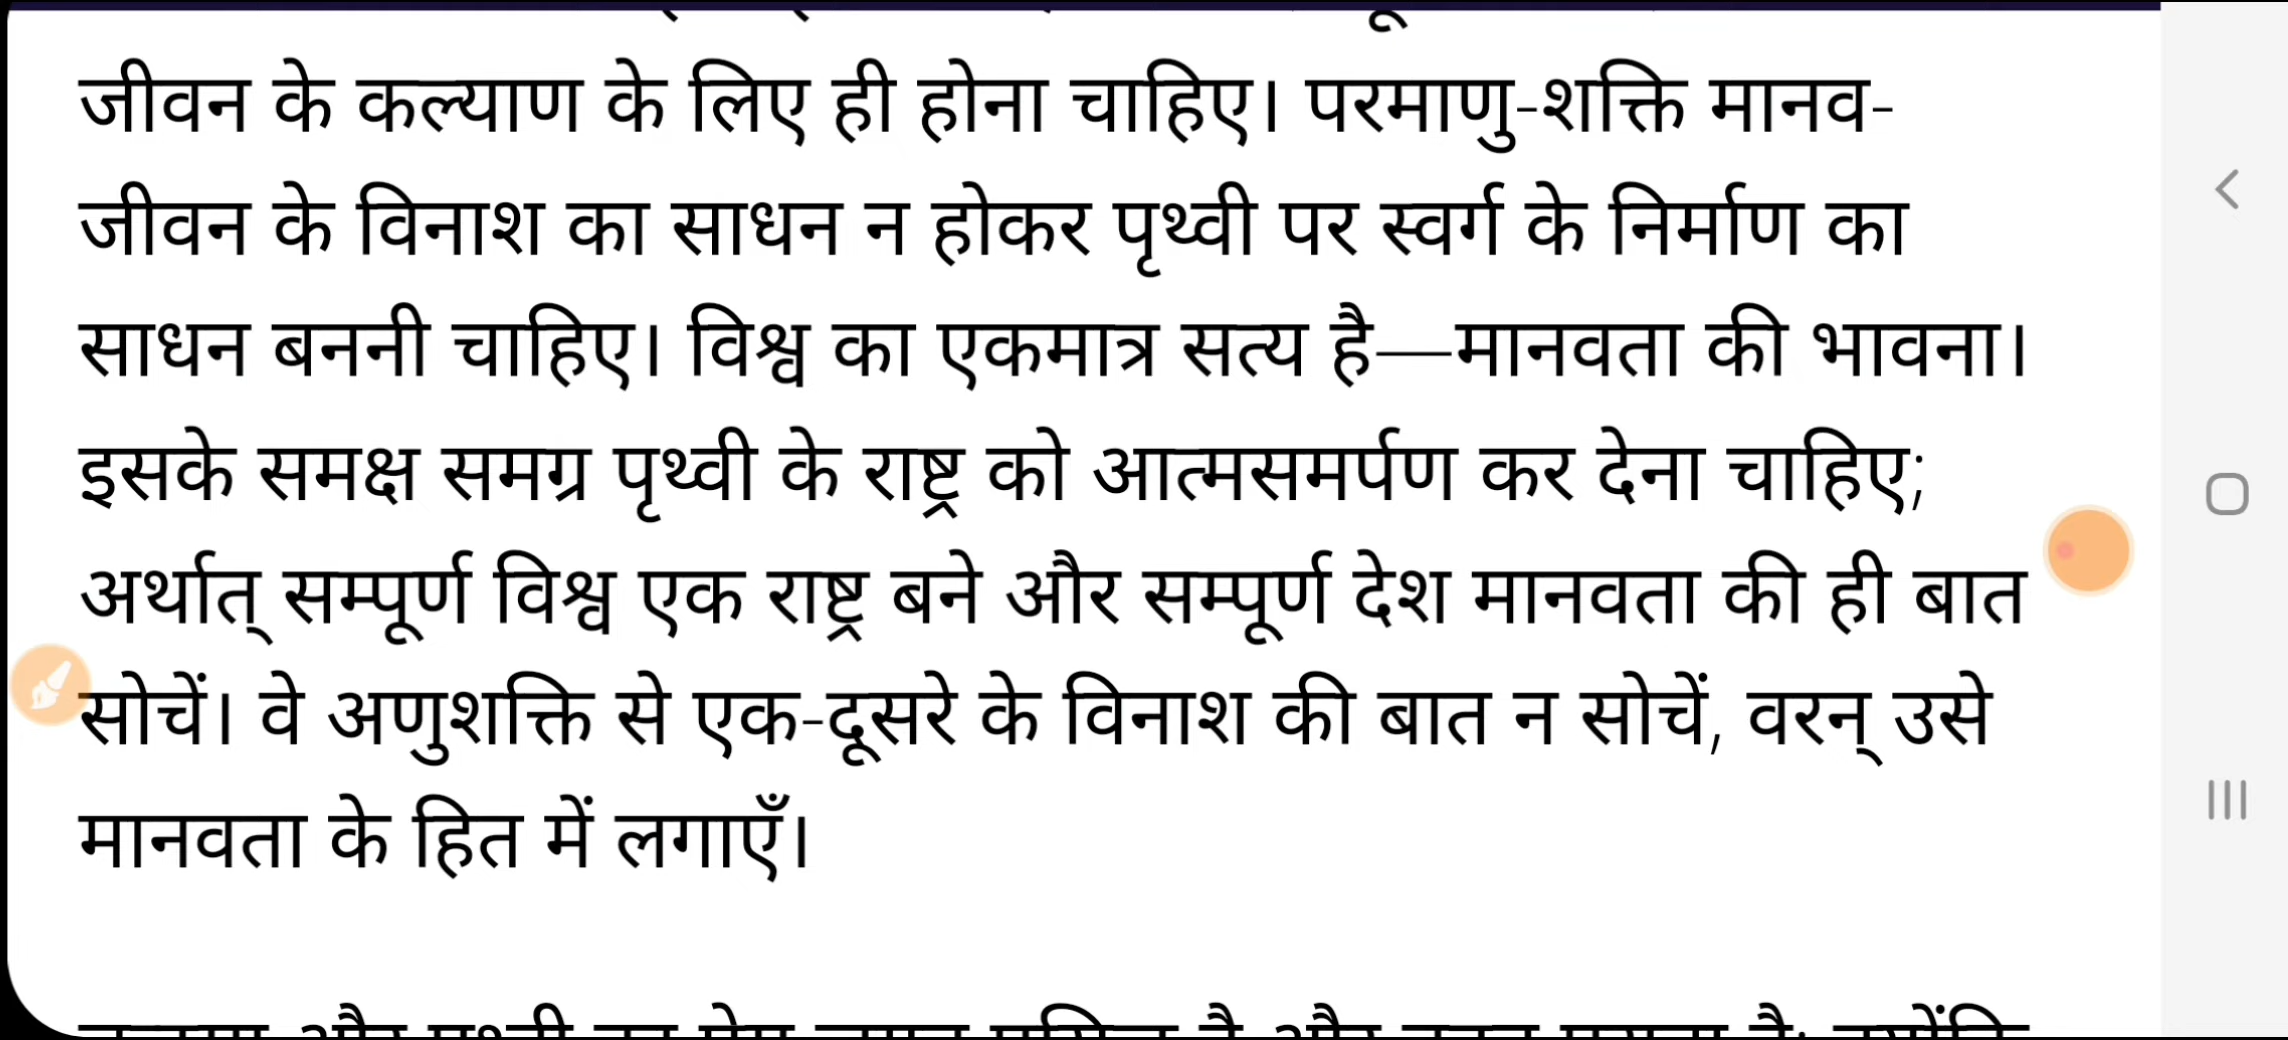 जीवन के कल्याण के लिए ही होना चाहिए। परमाणु-शक्ति मानव-
जीवन के विनाश का साधन न होकर पृथ्वी पर स्वर्ग के निर्माण का
साधन बननी चाहिए। विश्व का एकमात्र सत्य है—मानवता की भावना।
इसके समक्ष समग्र पृथ्वी के राष्ट्र को आत्मसमर्पण कर देना चाहिए;
अर्थात् सम्पूर्ण विश्व एक राष्ट्र बने और सम्पूर्ण देश मानवता की ही बात
सोचें। वे अणुशक्ति से एक-दूसरे के विनाश की बात न सोचें, वरन् उसे
मानवता के हित में लगाएँ।